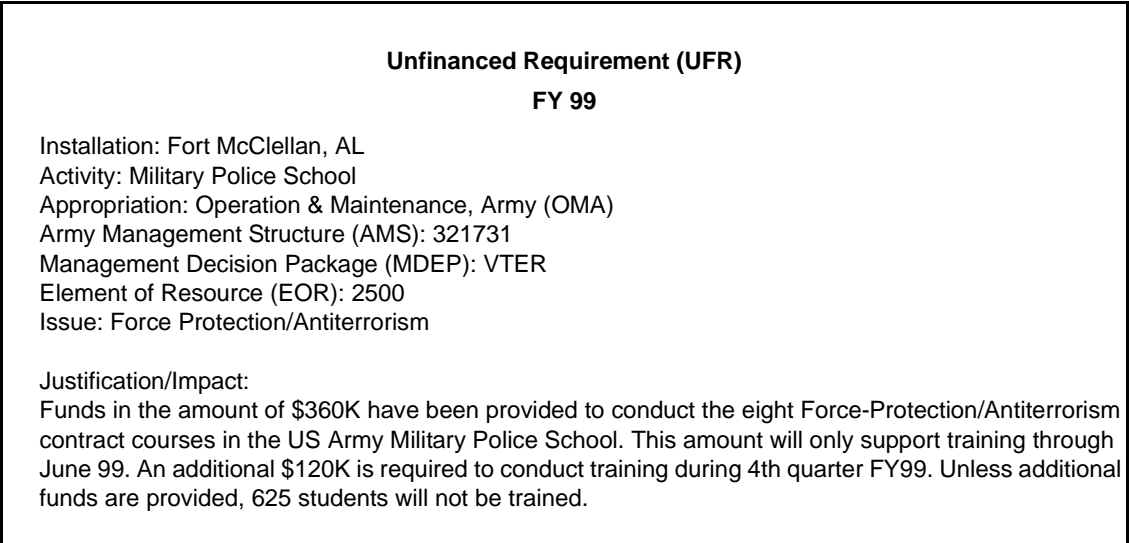 Unfinanced Requirement (UFR)
FY 99
Installation: Fort McClellan, AL
Activity: Military Police School
Appropriation: Operation & Maintenance, Army (OMA)
Army Management Structure (AMS): 321731
Management Decision Package (MDEP): VTER
Element of Resource (EOR): 2500
Issue: Force Protection/Antiterrorism
Justification/Impact:
Funds in the amount of $360K have been provided to conduct the eight Force-Protection/Antiterrorism
contract courses in the US Army Military Police School. This amount will only support training through
June 99. An additional $120K is required to conduct training during 4th quarter FY99. Unless additional
funds are provided, 625 students will not be trained.